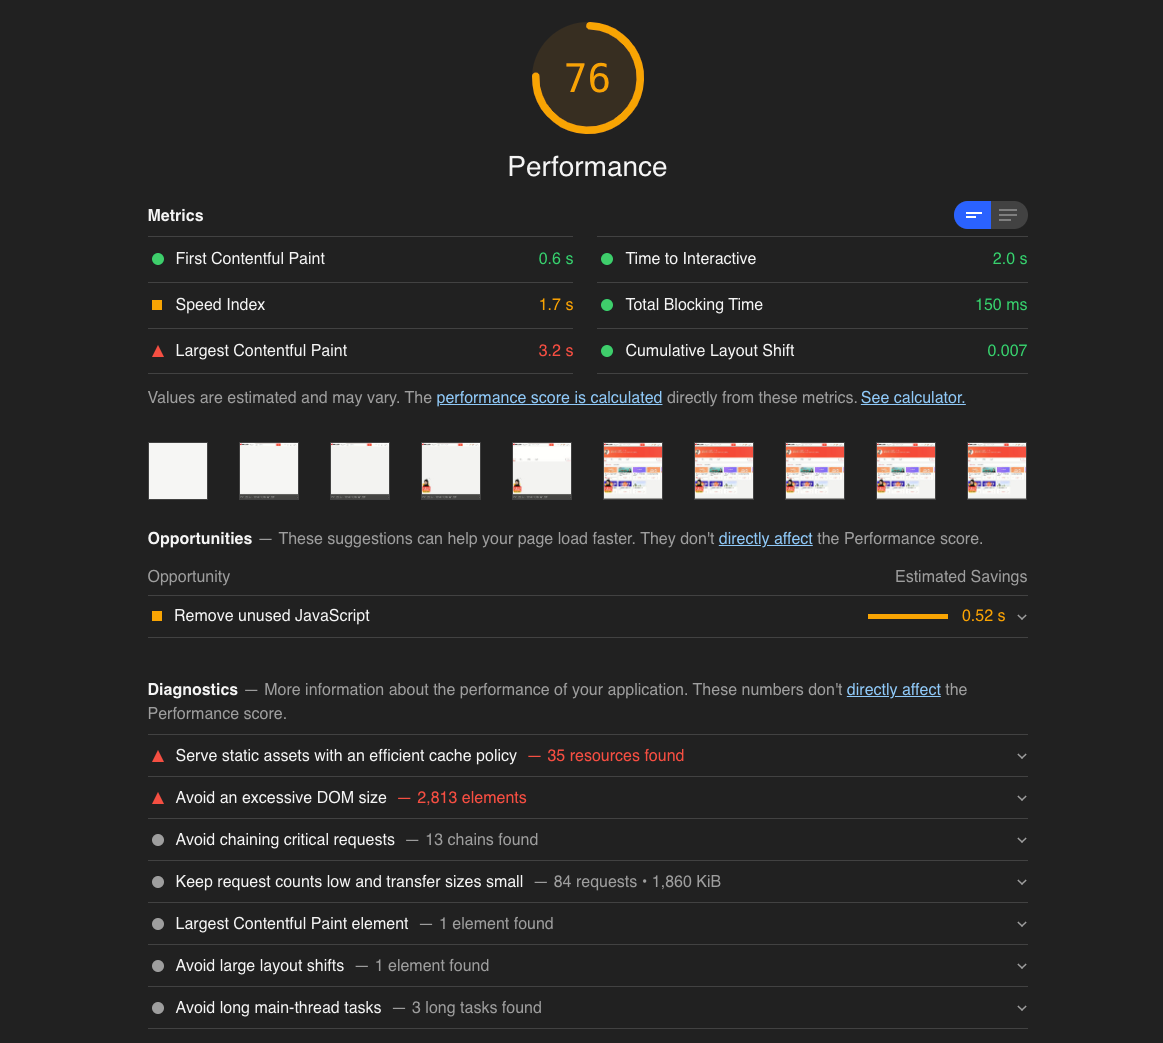 76
Performance
Metrics
First Contentful Paint 0.6 s
Time to Interactive 2.0 s
Speed Index 1.7 s
Total Blocking Time 150 ms
Largest Contentful Paint 3.2 s
Cumulative Layout Shift 0.007
Values are estimated and may vary. The performance score is calculated directly from these metrics. See calculator.
Opportunities — These suggestions can help your page load faster. They don't directly affect the Performance score.
Opportunity Estimated Savings
Remove unused JavaScript 0.52 s
Diagnostics — More information about the performance of your application. These numbers don't directly affect the
Performance score.
Serve static assets with an efficient cache policy — 35 resources found
Avoid an excessive DOM size — 2,813 elements
Avoid chaining critical requests — 13 chains found
Keep request counts low and transfer sizes small — 84 requests • 1,860 KiB
Largest Contentful Paint element — 1 element found
Avoid large layout shifts — 1 element found
Avoid long main-thread tasks — 3 long tasks found